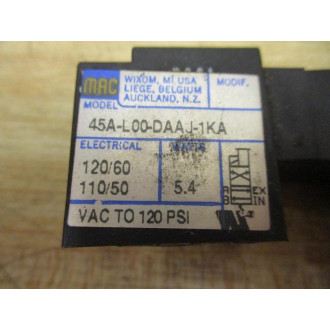 MAC
WIXOM, MI. USA
LIEGE, BELGIUM
AUCKLAND, N.Z.
MODIF.
MODEL
45A-L00-DAAJ-1KA
ELECTRICAL
120/60
110/50 5.4
B EX
IN
VAC TO 120 PSI